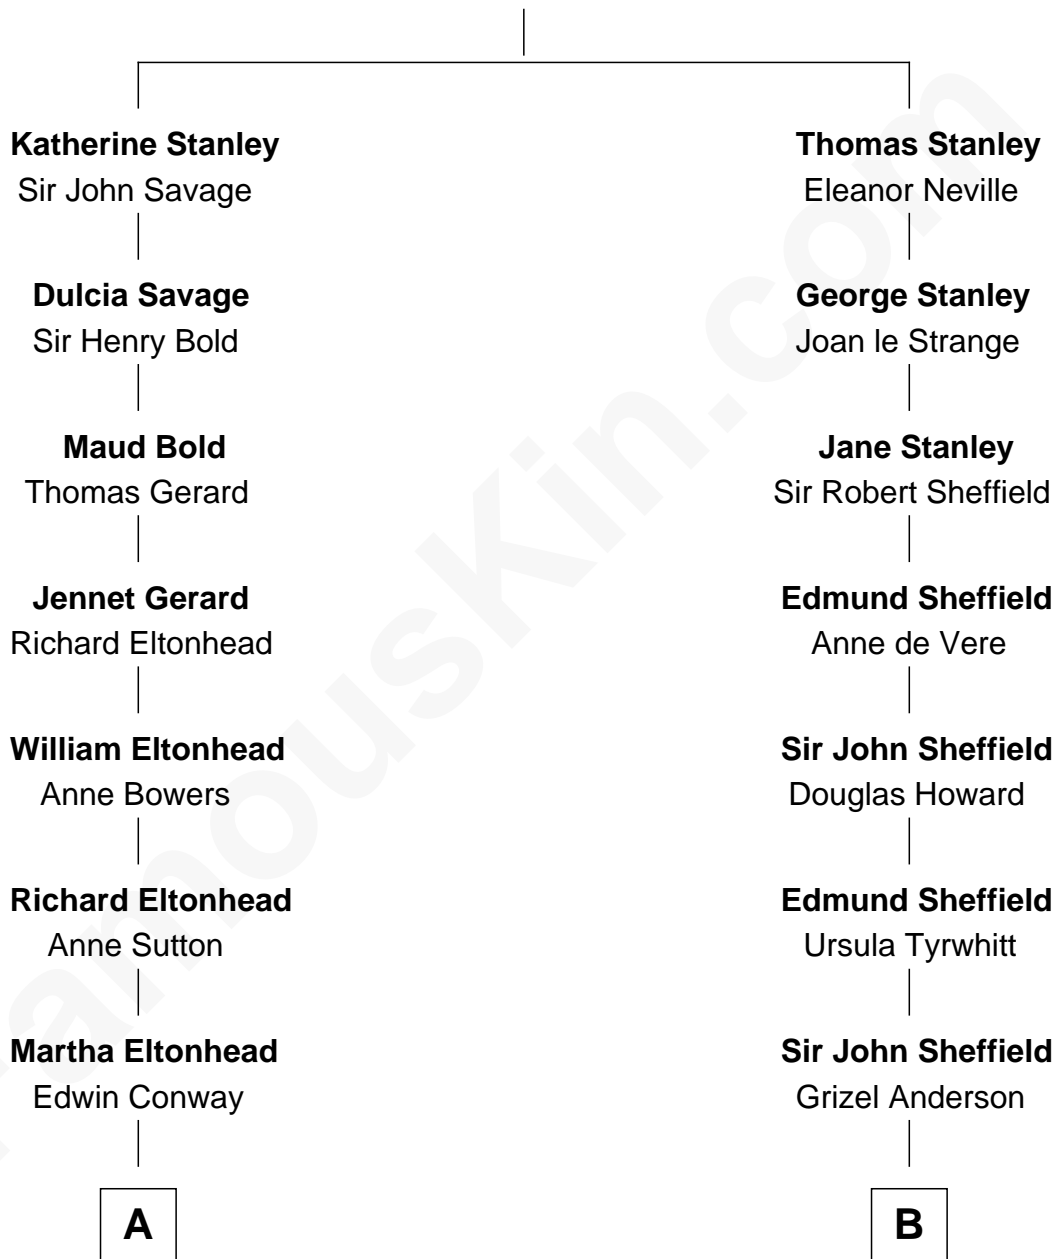 Katherine Stanley
Sir John Savage
Dulcia Savage
Sir Henry Bold
Maud Bold
Thomas Gerard
Jennet Gerard
Richard Eltonhead
William Eltonhead
Anne Bowers
Richard Eltonhead
Anne Sutton
Martha Eltonhead
Edwin Conway
A
Thomas Stanley
Eleanor Neville
George Stanley
Joan le Strange
Jane Stanley
Sir Robert Sheffield
Edmund Sheffield
Anne de Vere
Sir John Sheffield
Douglas Howard
Edmund Sheffield
Ursula Tyrwhitt
Sir John Sheffield
Grizel Anderson
B
FamousKin.com